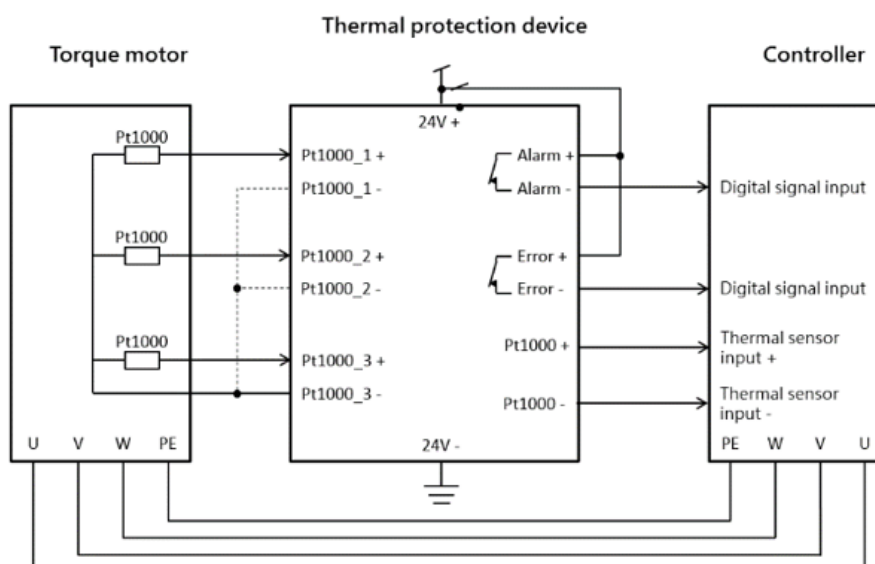 Thermal protection device
Torque motor
Controller
24V +
Pt1000
Pt1000_1 +
Alarm +
Pt1000_1 -
Alarm -
Digital signal input
Pt1000
Pt1000_2 +
Error +
Pt1000_2 -
Error -
Digital signal input
Pt1000
Pt1000_3 +
Pt1000 +
Thermal sensor
input +
Pt1000_3 -
Pt1000 -
Thermal sensor
input -
U V W PE
24V -
PE W V U